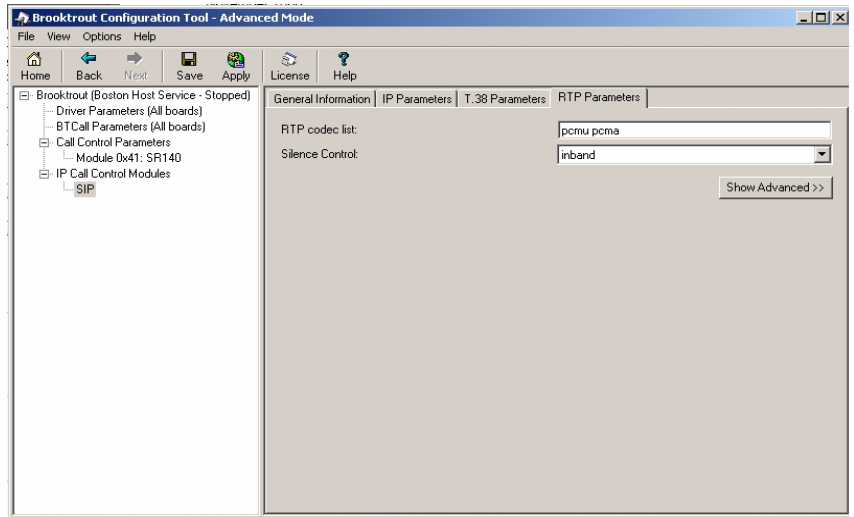 Brooktrout Configuration Tool - Advanced Mode
File View Options Help
Home Back Next Save Apply License Help
Brooktrout (Boston Host Service - Stopped)
Driver Parameters (All boards)
BTCall Parameters (All boards)
Call Control Parameters
Module 0x41: SR140
IP Call Control Modules
SIP
General Information IP Parameters T.38 Parameters RTP Parameters
RTP codec list: pcmu pcma
Silence Control: inband
Show Advanced >>